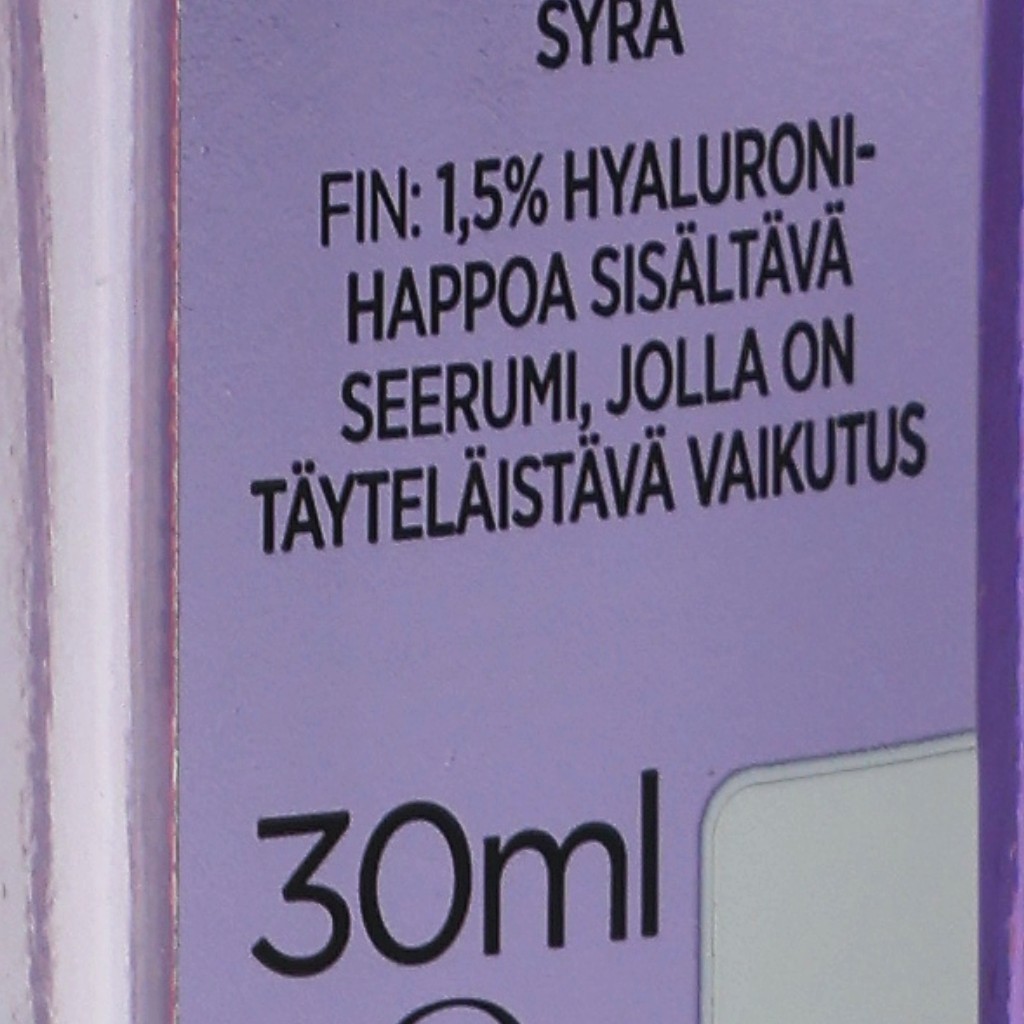 SYRA
FIN: 1,5% HYALURONI-
HAPPOA SISÄLTÄVÄ
SEERUMI, JOLLA ON
TÄYTELÄISTÄVÄ VAIKUTUS
30ml